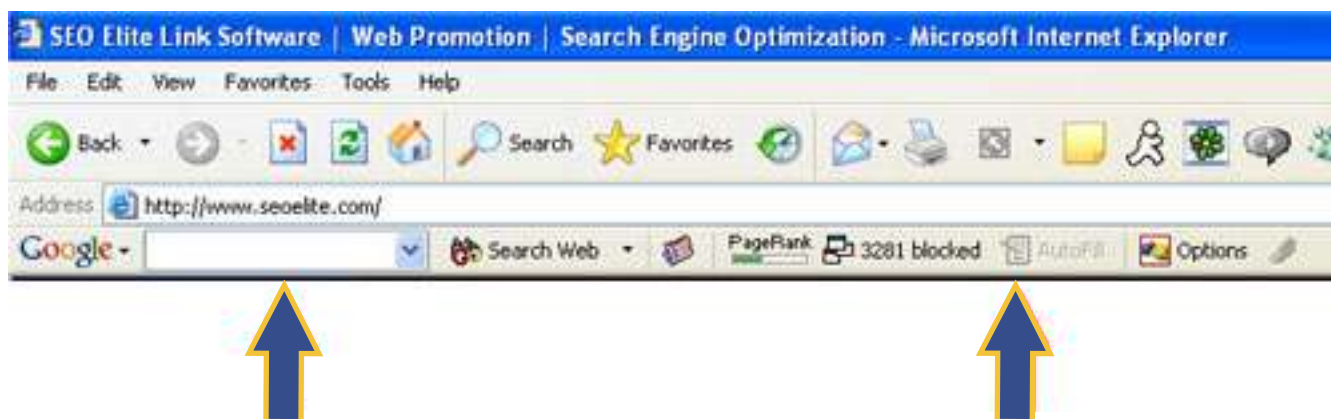 SEO Elite Link Software | Web Promotion | Search Engine Optimization - Microsoft Internet Explorer
File Edit View Favorites Tools Help
Back Search Favorites
Address http://www.seoelite.com/
Google Search Web PageRank 3281 blocked AutoFill Options